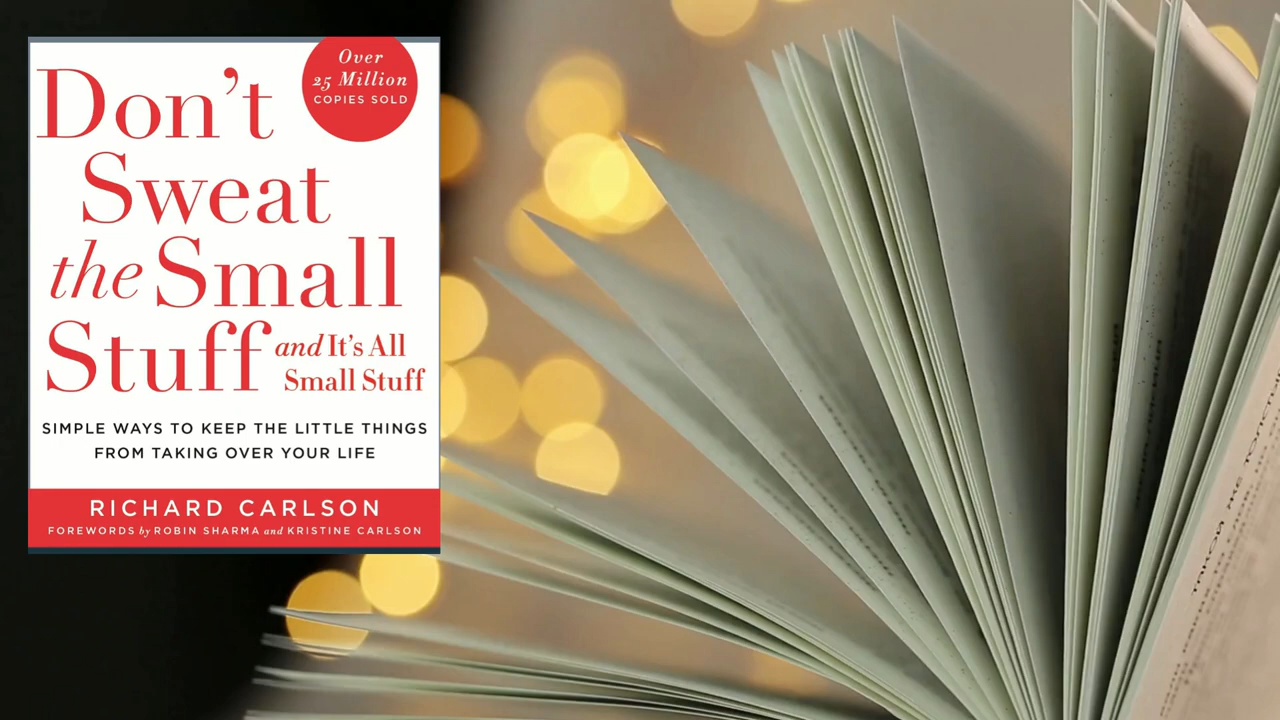 Over
25 Million
COPIES SOLD
Don't
Sweat
the Small
Stuff and It's All
Small Stuff
SIMPLE WAYS TO KEEP THE LITTLE THINGS
FROM TAKING OVER YOUR LIFE
RICHARD CARLSON
FOREWORDS by ROBIN SHARMA and KRISTINE CARLSON